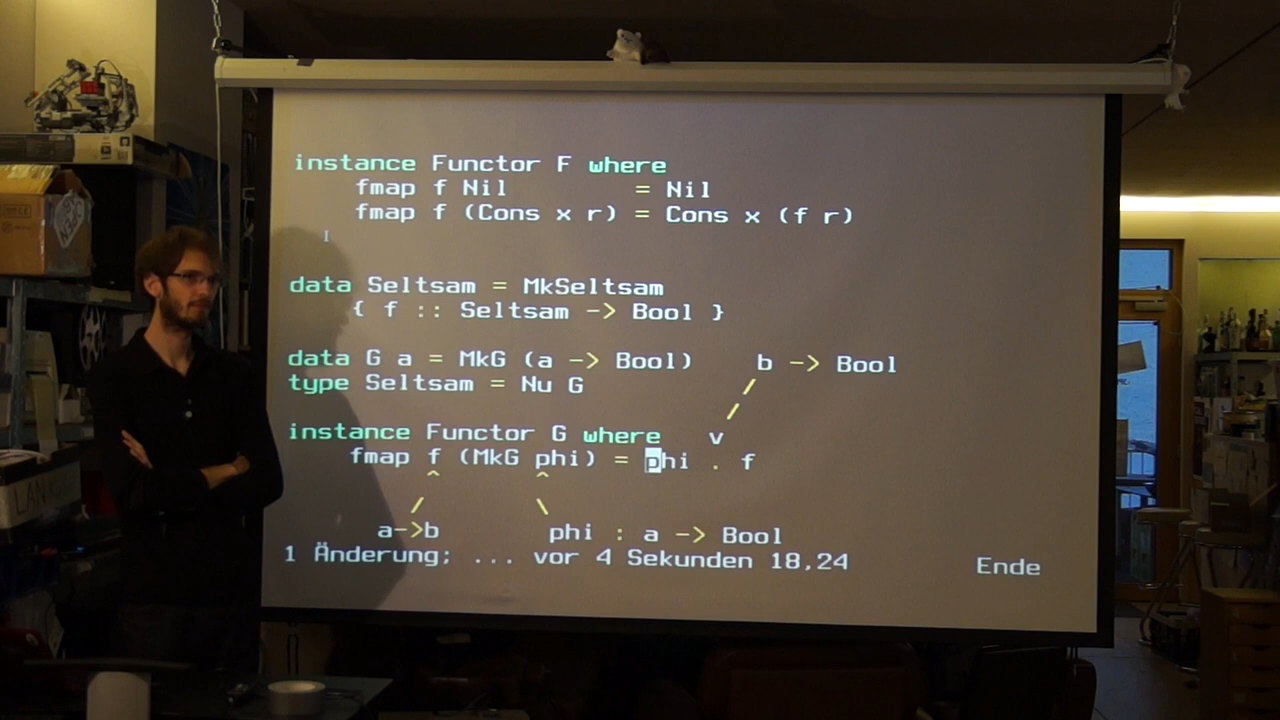 instance Functor F where
    fmap f Nil        = Nil
    fmap f (Cons x r) = Cons x (f r)
data Seltsam = MkSeltsam
    { f :: Seltsam -> Bool }
data G a = MkG (a -> Bool)    b -> Bool
type Seltsam = Nu G          /
                            /
instance Functor G where   v
    fmap f (MkG phi) = phi . f
         ^      ^
        /       \
      a->b       phi : a -> Bool
1 Änderung; ... vor 4 Sekunden 18,24        Ende